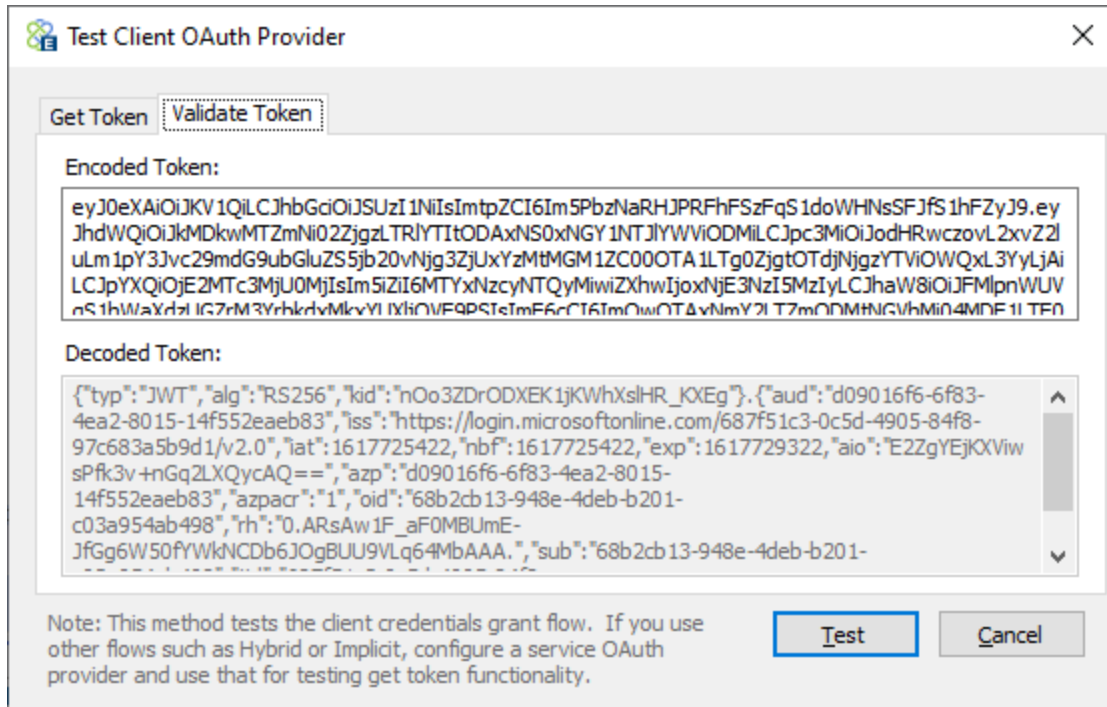 Test Client OAuth Provider
Get Token
Validate Token
Encoded Token:
eyJ0eXAiOiJKV1QiLCJhbGciOiJSUzI1NiIsImtpZCI6Im5PbzNaRHJPRFhFSzFqS1doWHNsSFJfS1hFZyJ9.ey
JhdWQiOiJkMDkwMTZmNi02ZjgzLTRlYTItODAxNS0xNGY1NTJlYWViODMiLCJpc3MiOiJodHRwczovL2xvZ2l
uLm1pY3Jvc29mdG9ubGluZS5jb20vNjg3ZjUxYzMtMGM1ZC00OTA1LTg0ZjgtOTdjNjgzYTViOWQxL3YyLjAi
LCJpYXQiOjE2MTc3MjU0MjIsIm5iZiI6MTYxNzcyNTQyMiwiZXhwIjoxNjE3NzI5MzIyLCJhaW8iOiJFMlpnWUV
Decoded Token:
{"typ":"JWT","alg":"RS256","kid":"nOo3ZDrODXEK1jKWhXslHR_KXEg"}.{"aud":"d09016f6-6f83-
4ea2-8015-14f552eaeb83","iss":"https://login.microsoftonline.com/687f51c3-0c5d-4905-84f8-
97c683a5b9d1/v2.0","iat":1617725422,"nbf":1617725422,"exp":1617729322,"aio":"E2ZgYEjKXViw
sPfk3v+nGq2LXQycAQ==","azp":"d09016f6-6f83-4ea2-8015-
14f552eaeb83","azpacr":"1","oid":"68b2cb13-948e-4deb-b201-
c03a954ab498","rh":"0.ARsAw1F_aF0MBUmE-
JfGg6W50fYWkNCDb6JOgBUU9VLq64MbAAA.","sub":"68b2cb13-948e-4deb-b201-
Note: This method tests the client credentials grant flow.  If you use
other flows such as Hybrid or Implicit, configure a service OAuth
provider and use that for testing get token functionality.
Test
Cancel